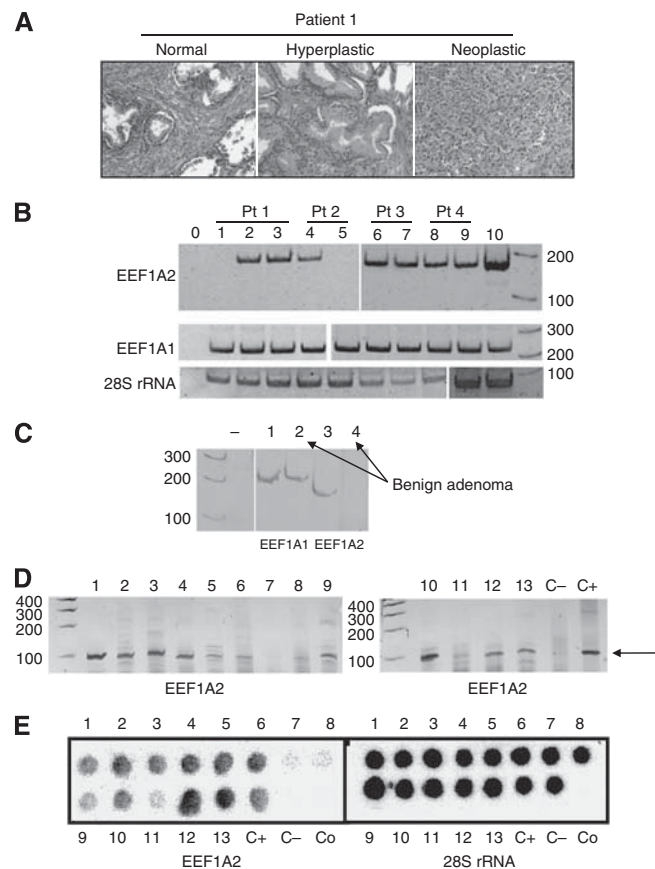 A
Patient 1
Normal Hyperplastic Neoplastic
B
Pt 1 Pt 2 Pt 3 Pt 4
0 1 2 3 4 5 6 7 8 9 10
EEF1A2
200
100
EEF1A1
300
200
28S rRNA
100
C
– 1 2 3 4
300
200
100
Benign adenoma
EEF1A1 EEF1A2
D
1 2 3 4 5 6 7 8 9
400
300
200
100
EEF1A2
10 11 12 13 C– C+
400
300
200
100
EEF1A2
E
1 2 3 4 5 6 7 8
9 10 11 12 13 C+ C– Co
EEF1A2
1 2 3 4 5 6 7 8
9 10 11 12 13 C+ C– Co
28S rRNA